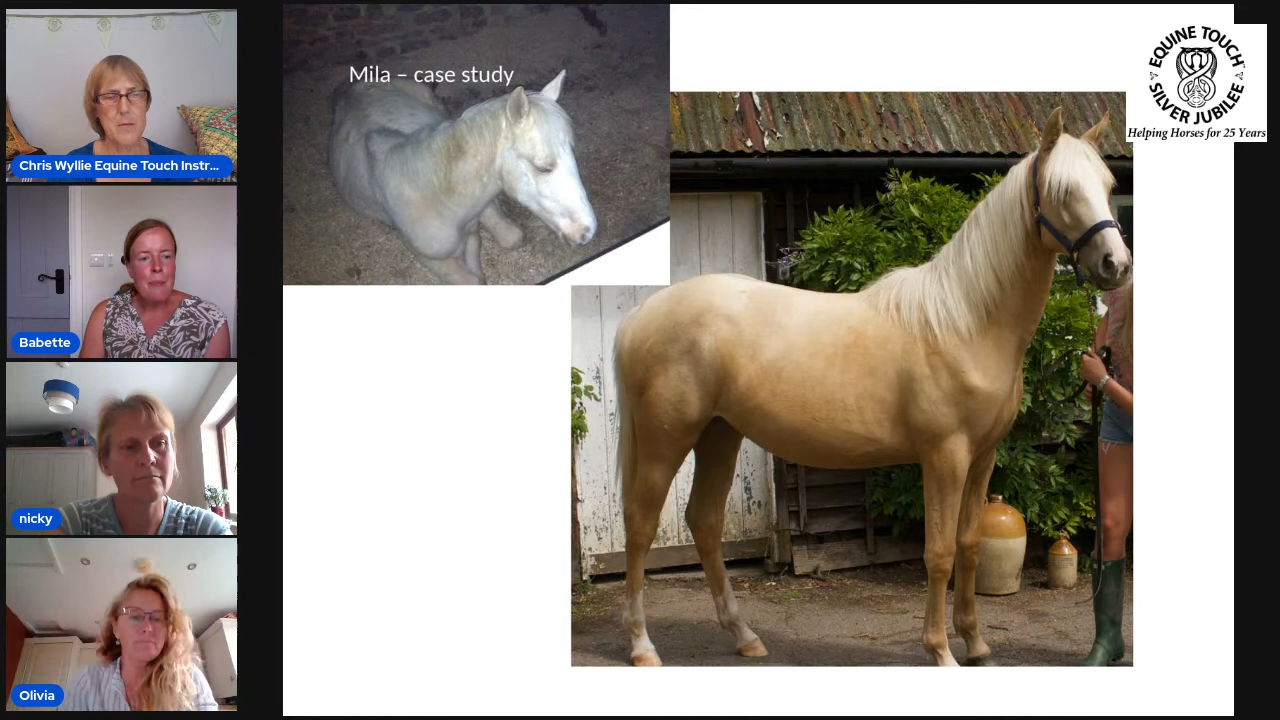 Chris Wyllie Equine Touch Instr...
Babette
nicky
Olivia
Mila – case study
EQUINE TOUCH
SILVER JUBILEE
Helping Horses for 25 Years